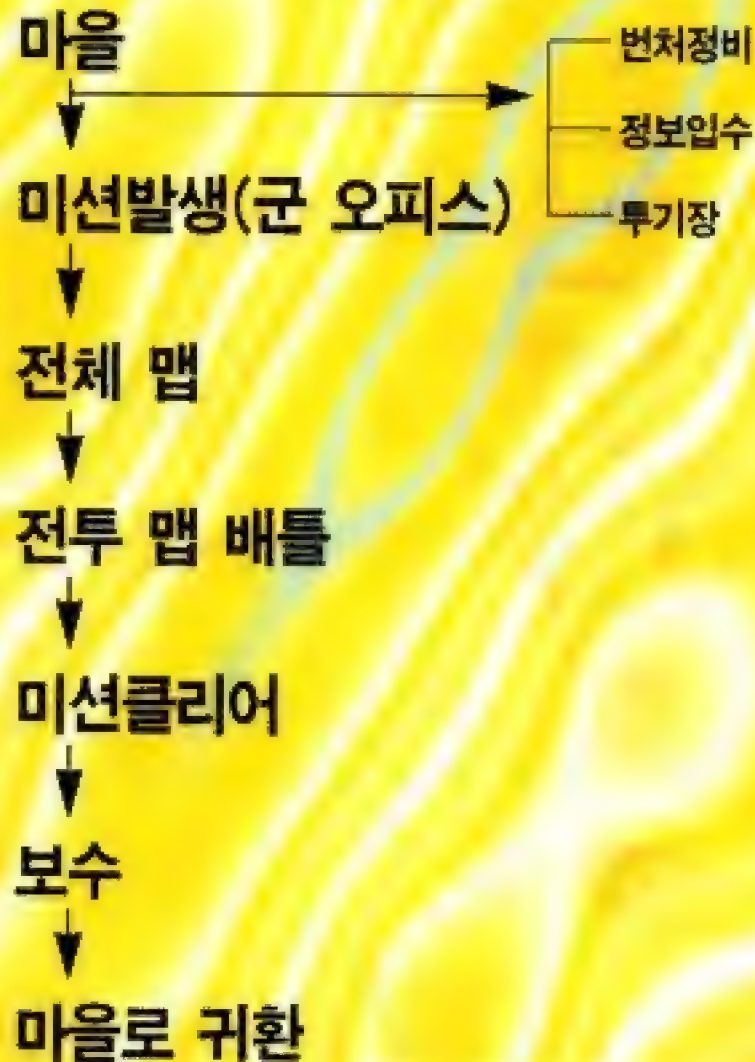 마을
번처정비
정보입수
투기장
미션발생(군 오피스)
전체 맵
전투 맵 배틀
미션클리어
보수
마을로 귀환